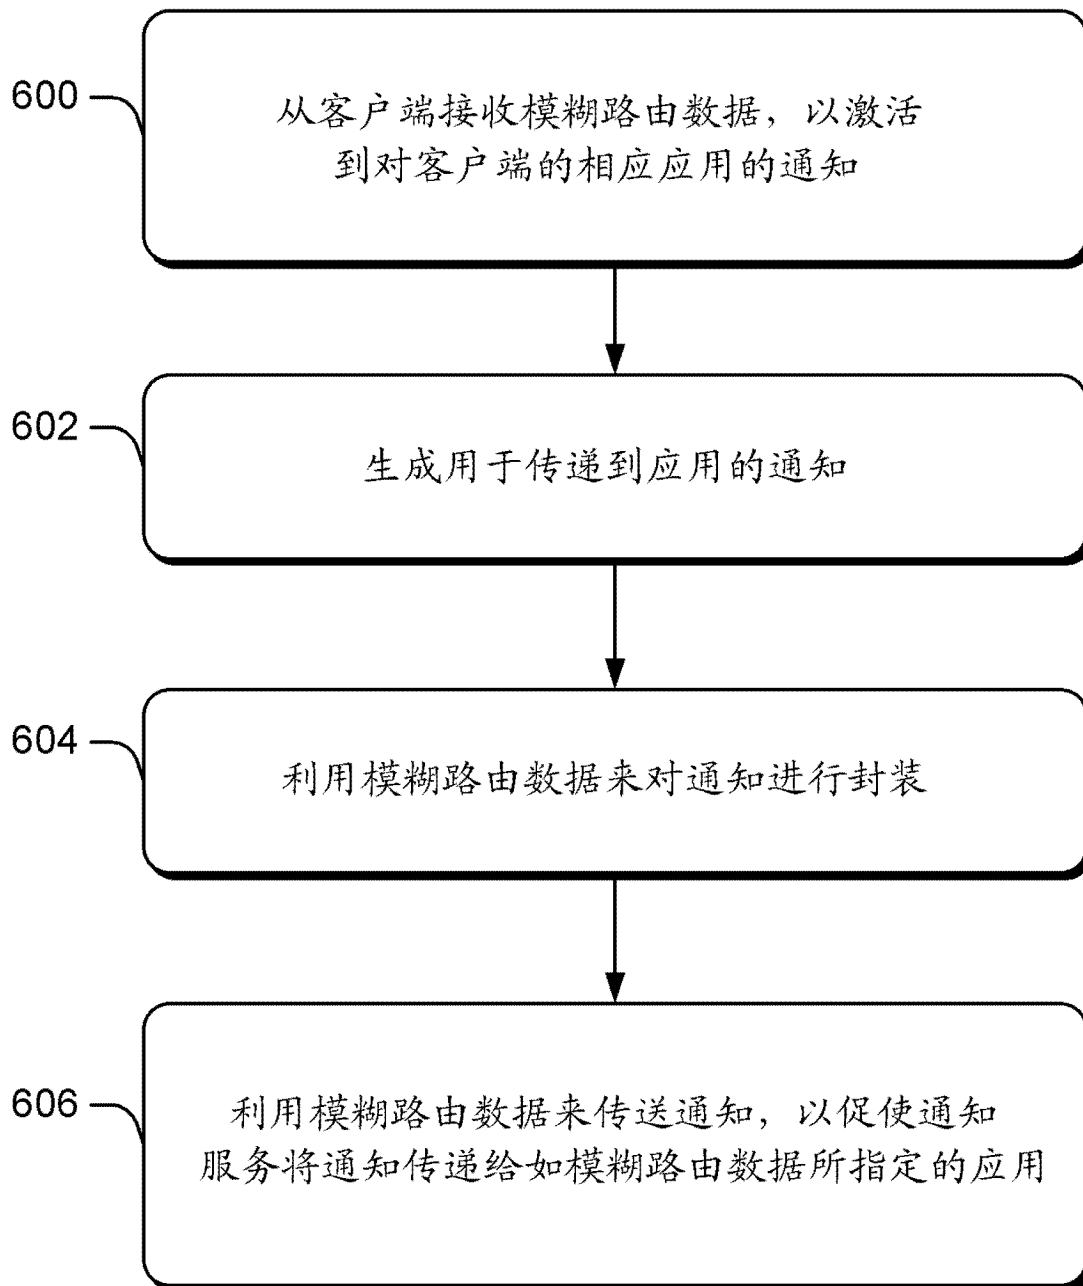 600
从客户端接收模糊路由数据，以激活
到对客户端的相应应用的通知
602
生成用于传递到应用的通知
604
利用模糊路由数据来对通知进行封装
606
利用模糊路由数据来传送通知，以促使通知
服务将通知传递给如模糊路由数据所指定的应用